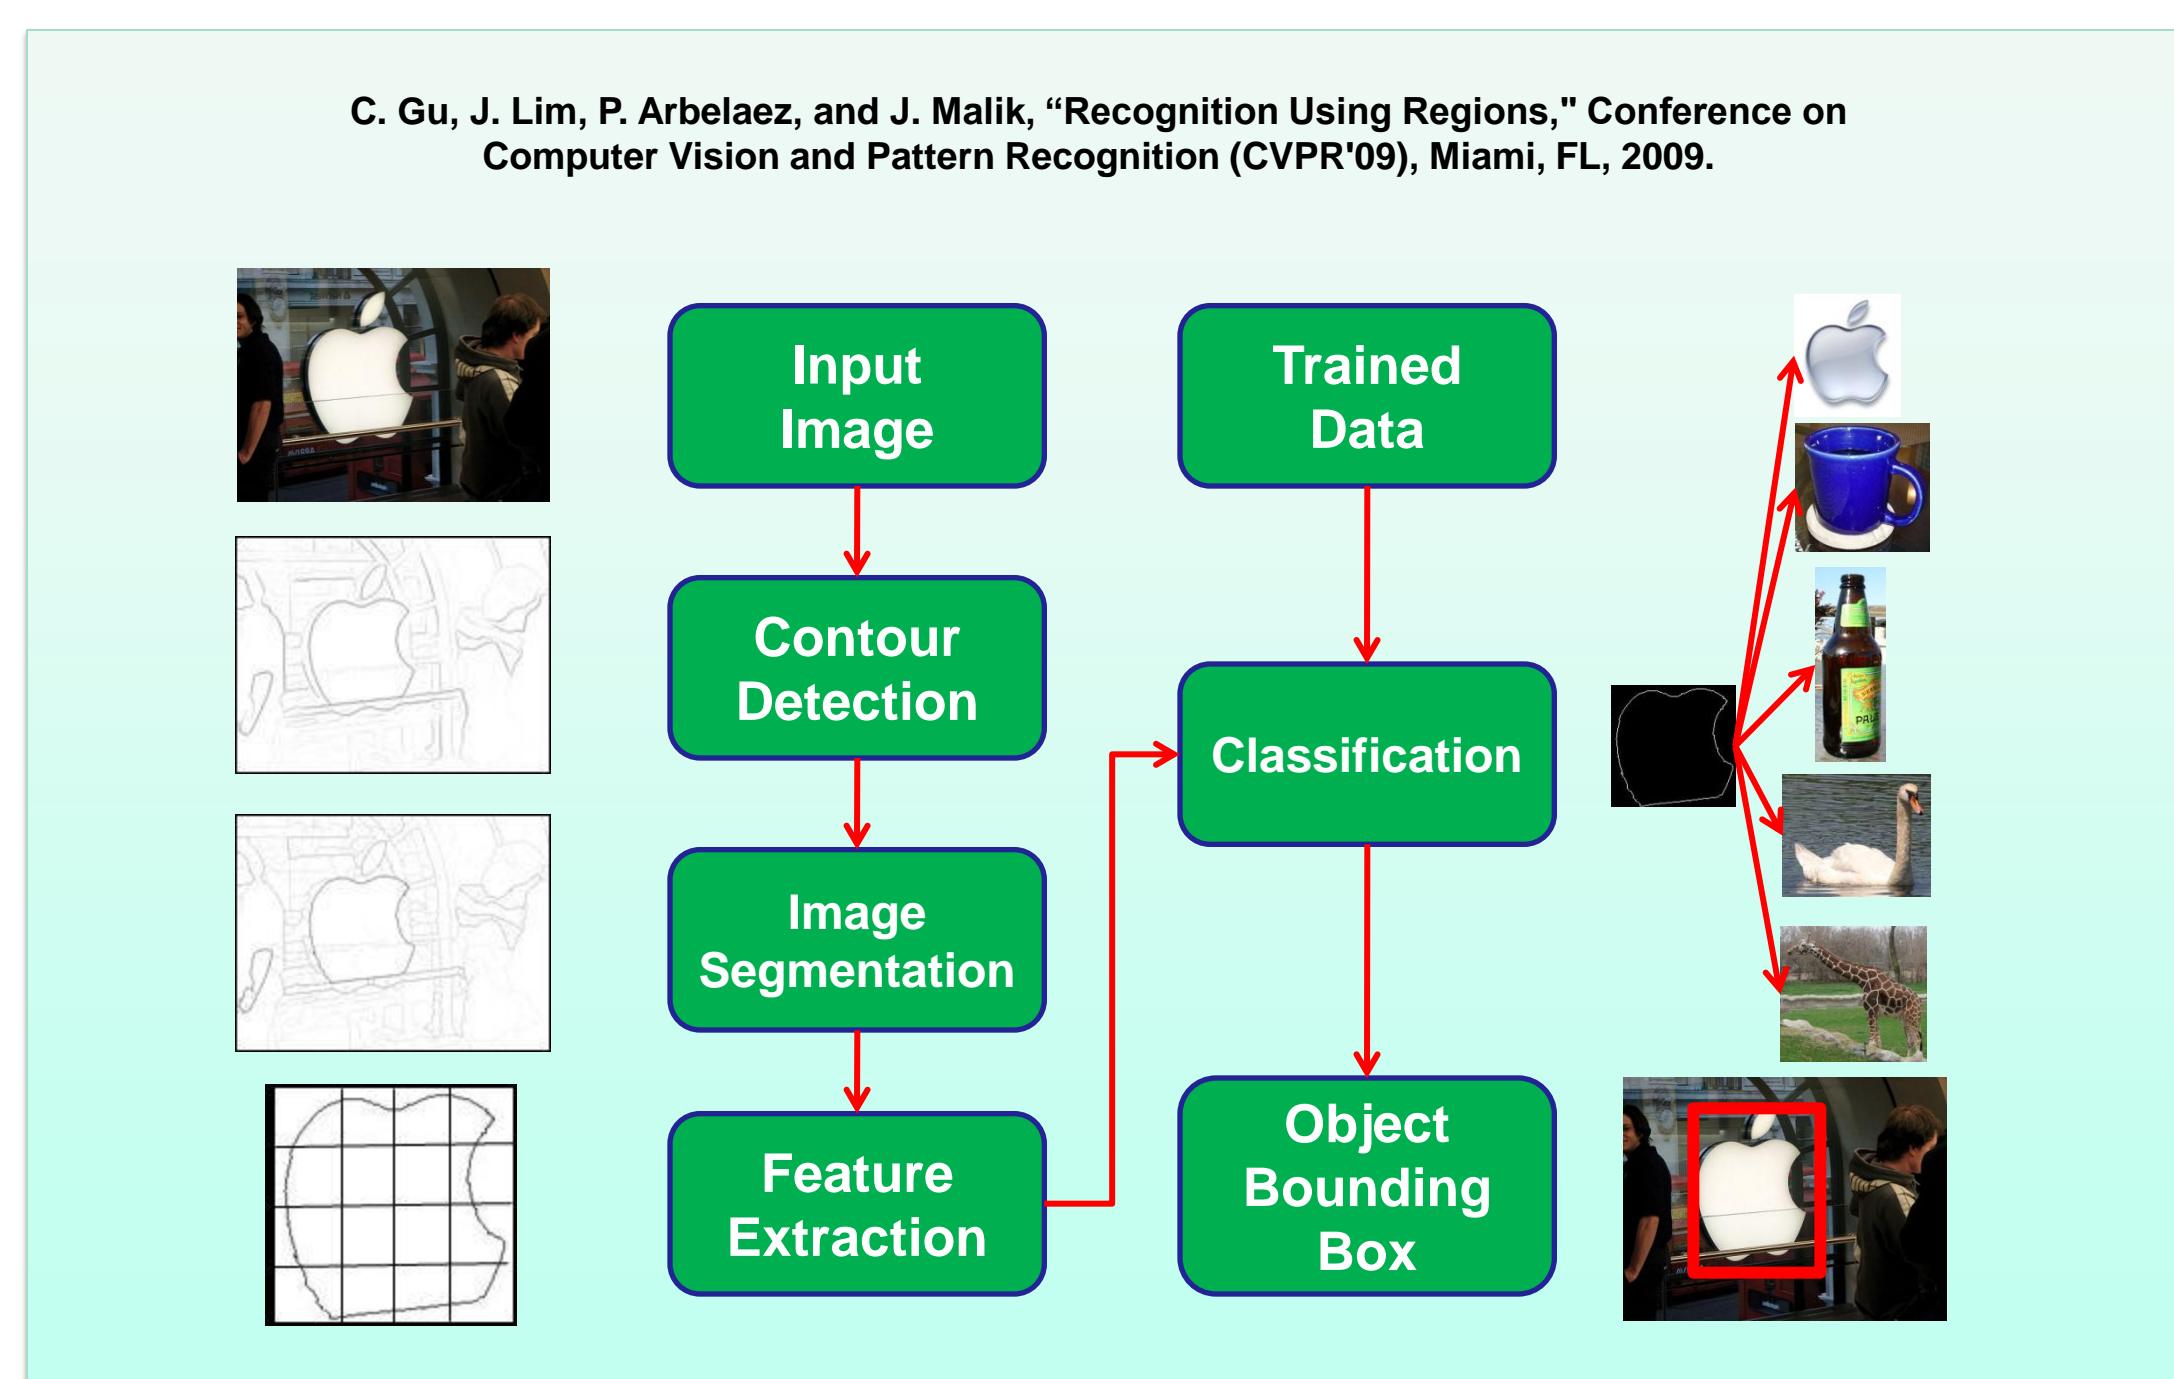 C. Gu, J. Lim, P. Arbelaez, and J. Malik, “Recognition Using Regions," Conference on
Computer Vision and Pattern Recognition (CVPR'09), Miami, FL, 2009.
Input
Image
Contour
Detection
Image
Segmentation
Feature
Extraction
Trained
Data
Classification
Object
Bounding
Box